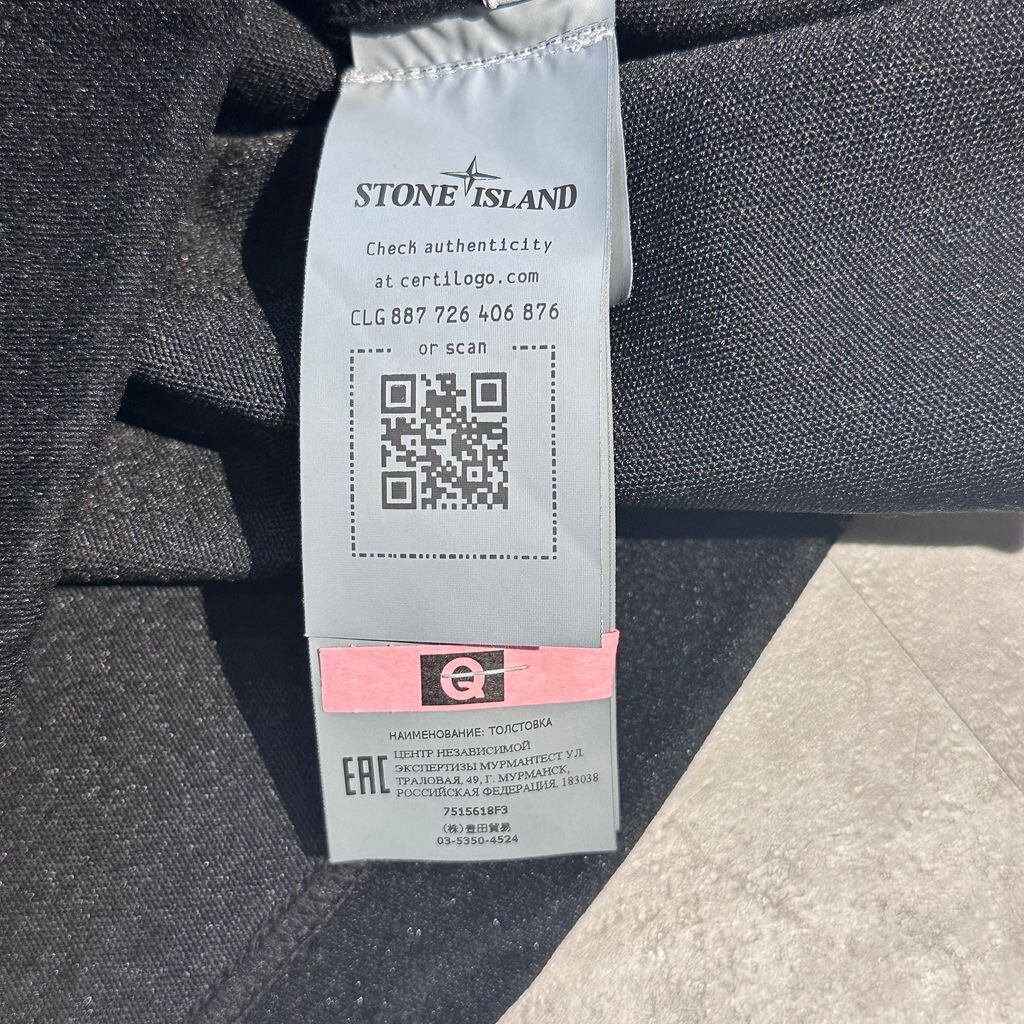 STONE ISLAND
Check authenticity
at certilogo.com
CLG 887 726 406 876
or scan
Q
НАИМЕНОВАНИЕ: ТОЛСТОВКА
EAC
ЦЕНТР НЕЗАВИСИМОЙ
ЭКСПЕРТИЗЫ МУРМАНТЕСТ УЛ.
ТРАЛОВАЯ, 49, Г. МУРМАНСК,
РОССИЙСКАЯ ФЕДЕРАЦИЯ, 183038
7515618F3
(株)豊田貿易
03-5350-4524